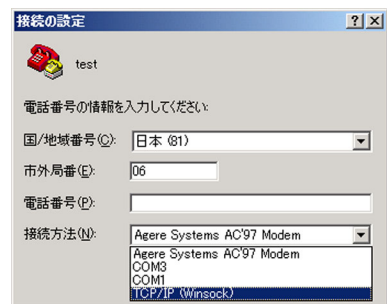 接続の設定
test
電話番号の情報を入力してください:
国/地域番号(C): 日本 (81)
市外局番(E): 06
電話番号(P):
接続方法(N): Agere Systems AC'97 Modem
Agere Systems AC'97 Modem
COM3
COM1
TCP/IP (Winsock)